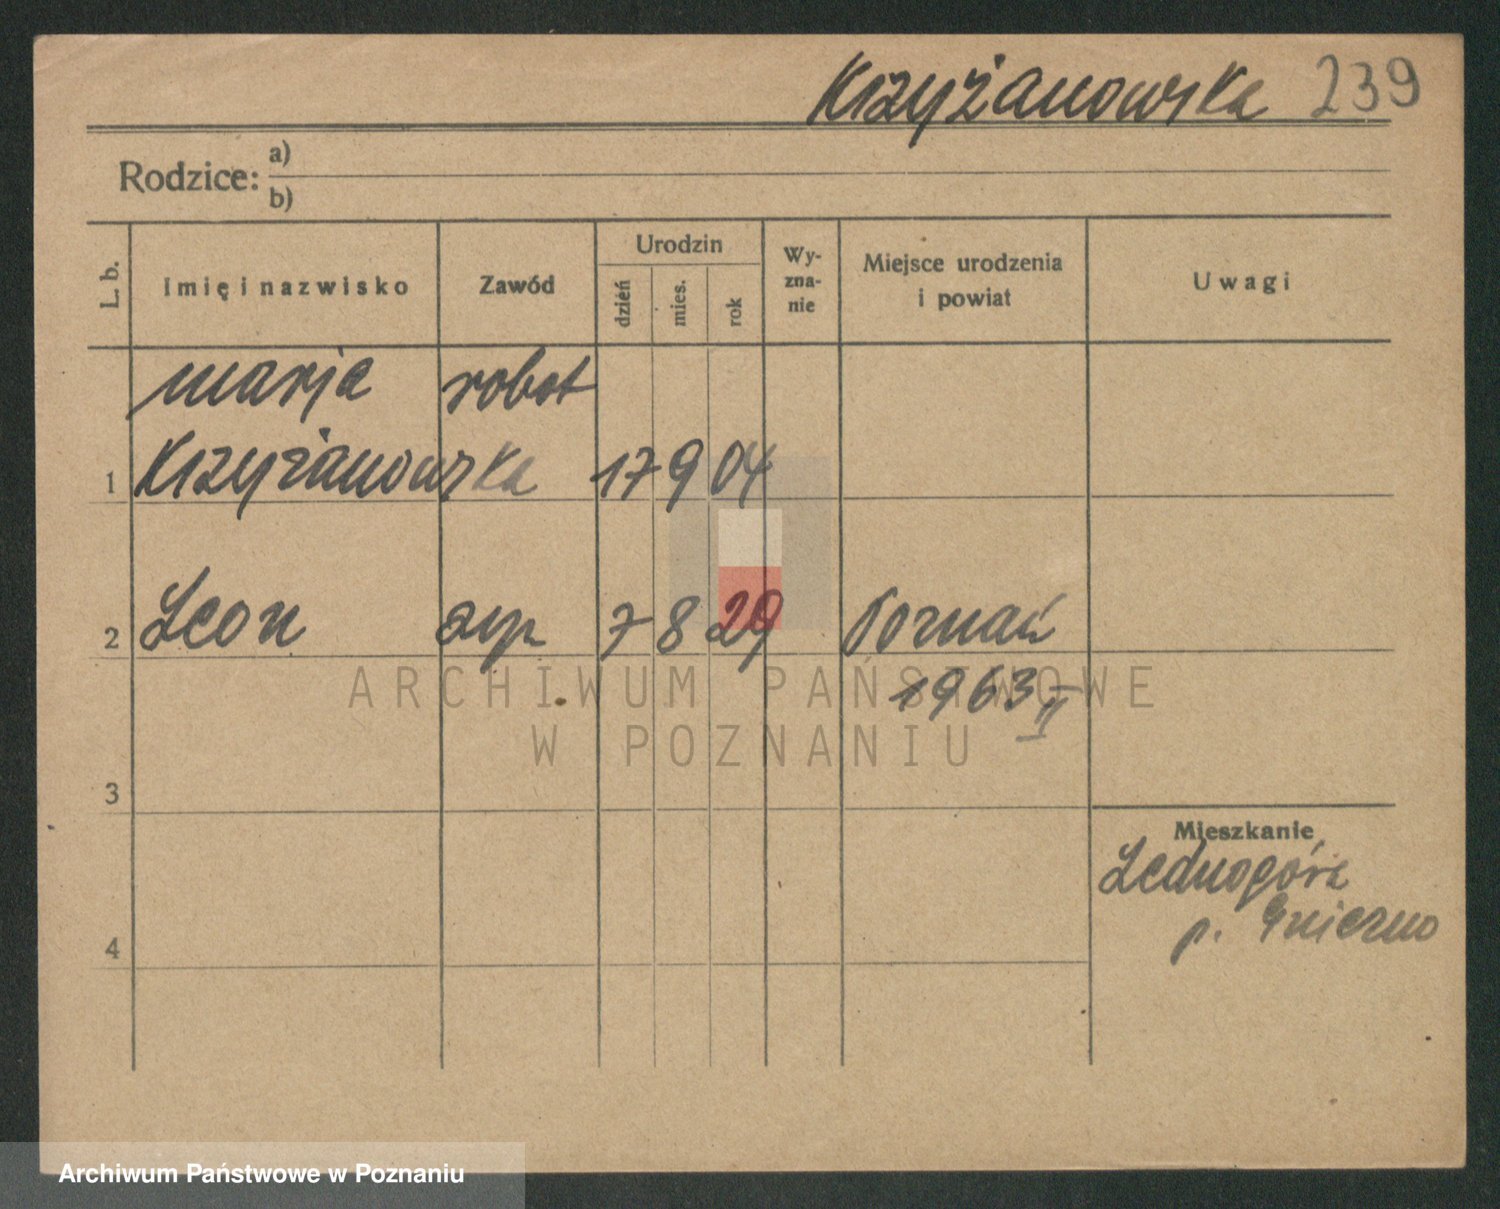 Krzyżanowska 239
Rodzice: a)
b)
L. b.
Imię i nazwisko
Zawód
Urodzin
dzień
mies.
rok
Wy-
zna-
nie
Miejsce urodzenia
i powiat
Uwagi
marja robot
1 Krzyżanowska 17 9 04
2 Leon syn 7 8 29 Poznań
1963 II
3
4
Mieszkanie
Lednogóra
p. Gniezno
ARCHIWUM PAŃSTWOWE
W POZNANIU
Archiwum Państwowe w Poznaniu